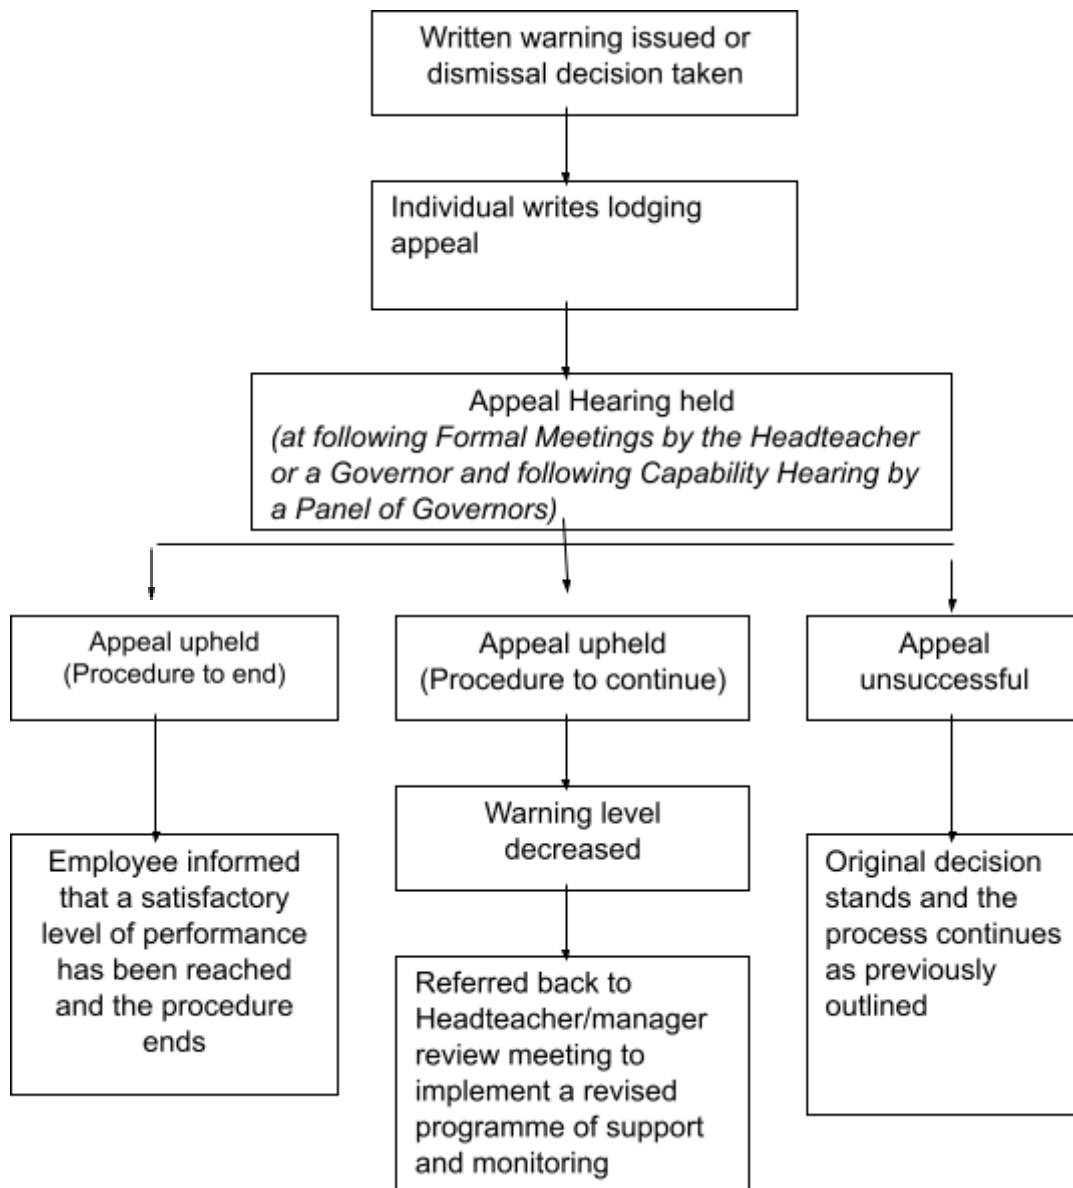 Written warning issued or
dismissal decision taken
Individual writes lodging
appeal
Appeal Hearing held
(at following Formal Meetings by the Headteacher
or a Governor and following Capability Hearing by
a Panel of Governors)
Appeal upheld
(Procedure to end)
Appeal upheld
(Procedure to continue)
Appeal
unsuccessful
Warning level
decreased
Employee informed
that a satisfactory
level of performance
has been reached
and the procedure
ends
Original decision
stands and the
process continues
as previously
outlined
Referred back to
Headteacher/manager
review meeting to
implement a revised
programme of support
and monitoring